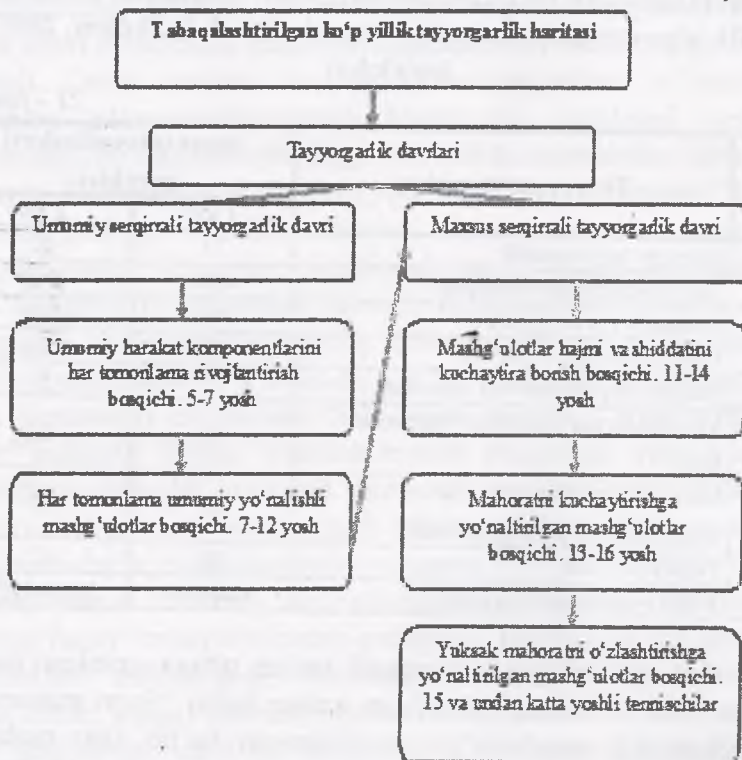 Tabaqalashtirilgan ko‘p yillik tayyorgarlik haritasi
Tayyorgarlik davrlari
Umumiy serqirrali tayyorgarlik davri
Maxsus serqirrali tayyorgarlik davri
Umumiy harakat komponentlarini
har tomonlama rivojlantirish
bosqichi. 5-7 yosh
Mashg‘ulotlar hajmi va shiddatini
kuchaytira borish bosqichi. 11-14
yosh
Har tomonlama umumiy yo‘nalishli
mashg‘ulotlar bosqichi. 7-12 yosh
Mahoratni kuchaytirishga
yo‘naltirilgan mashg‘ulotlar
bosqichi. 13-16 yosh
Yuksak mahoratni o‘zlashtirishga
yo‘naltirilgan mashg‘ulotlar bosqichi.
15 va undan katta yoshli tennischilar